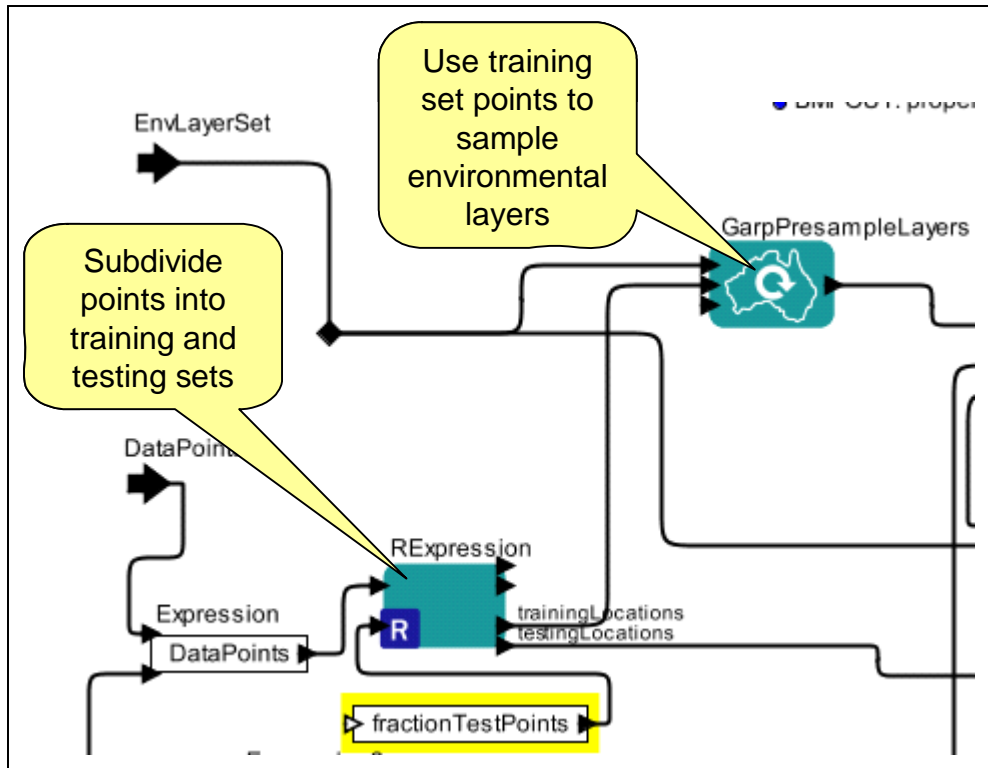 Use training
set points to
sample
environmental
layers
EnvLayerSet
GarpPresampleLayers
Subdivide
points into
training and
testing sets
RExpression
trainingLocations
testingLocations
Expression
DataPoints
R
fractionTestPoints